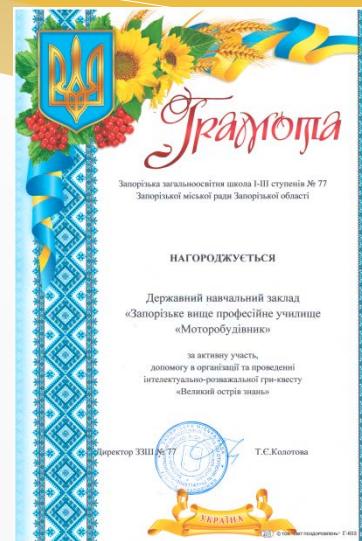 Грамота
Запорізька загальноосвітня школа І-ІІІ ступенів № 77
Запорізької міської ради Запорізької області
НАГОРОДЖУЄТЬСЯ
Державний навчальний заклад
«Запорізьке вище професійне училище
«Моторобудівник»
за активну участь,
допомогу в організації та проведенні
інтелектуально-розважальної гри-квесту
«Великий острів знань»
Директор ЗЗШ № 77 Т.Є.Колотова
УКРАЇНА